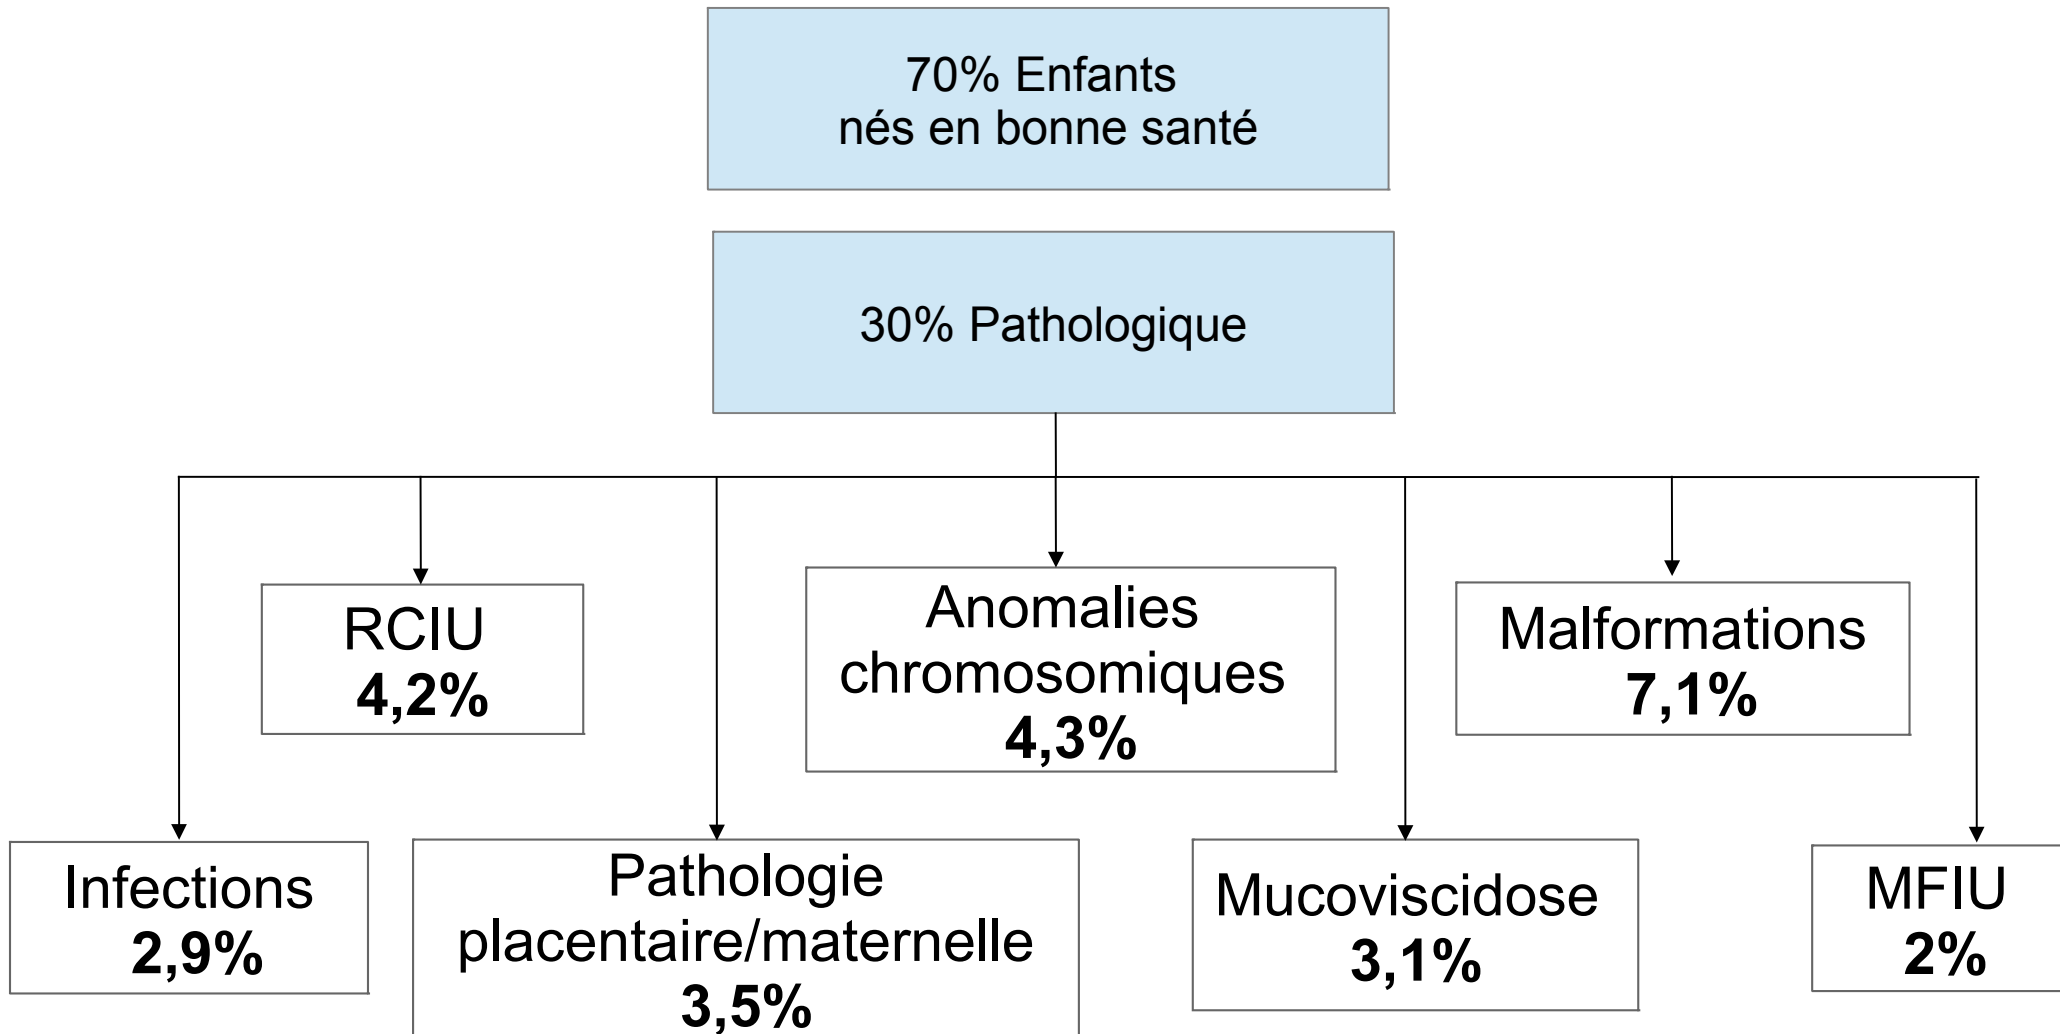 70% Enfants
nés en bonne santé
30% Pathologique
RCIU
4,2%
Anomalies
chromosomiques
4,3%
Malformations
7,1%
Infections
2,9%
Pathologie
placentaire/maternelle
3,5%
Mucoviscidose
3,1%
MFIU
2%